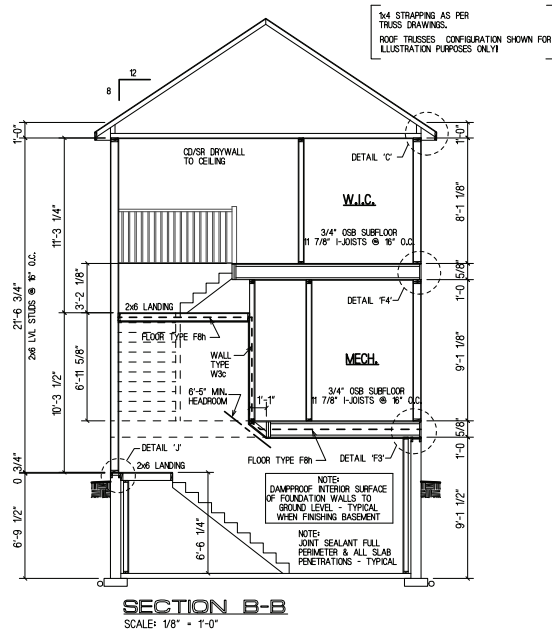 1x4 STRAPPING AS PER
TRUSS DRAWINGS.
ROOF TRUSSES CONFIGURATION SHOWN FOR
ILLUSTRATION PURPOSES ONLY!
12
8
1'-0"
1'-0"
CD/SR DRYWALL
TO CEILING
DETAIL 'C'
W.I.C.
3/4" OSB SUBFLOOR
11 7/8" I-JOISTS @ 16" O.C.
8'-1 1/8"
11'-3 1/4"
21'-6 3/4"
2x6 LVL STUDS @ 16" O.C.
3'-2 1/8"
1'-0 5/8"
2x6 LANDING
DETAIL 'F4'
FLOOR TYPE F8h
WALL
TYPE
W3c
MECH.
9'-1 1/8"
6'-11 5/8"
10'-3 1/2"
3/4" OSB SUBFLOOR
11 7/8" I-JOISTS @ 16" O.C.
6'-5" MIN.
HEADROOM
1'-1"
1'-0 5/8"
DETAIL 'J'
FLOOR TYPE F8h
DETAIL 'F3'
2x6 LANDING
0 3/4"
NOTE:
DAMPPROOF INTERIOR SURFACE
OF FOUNDATION WALLS TO
GROUND LEVEL - TYPICAL
WHEN FINISHING BASEMENT
6'-9 1/2"
6'-6 1/4"
9'-1 1/2"
NOTE:
JOINT SEALANT FULL
PERIMETER & ALL SLAB
PENETRATIONS - TYPICAL
SECTION B-B
SCALE: 1/8" = 1'-0"